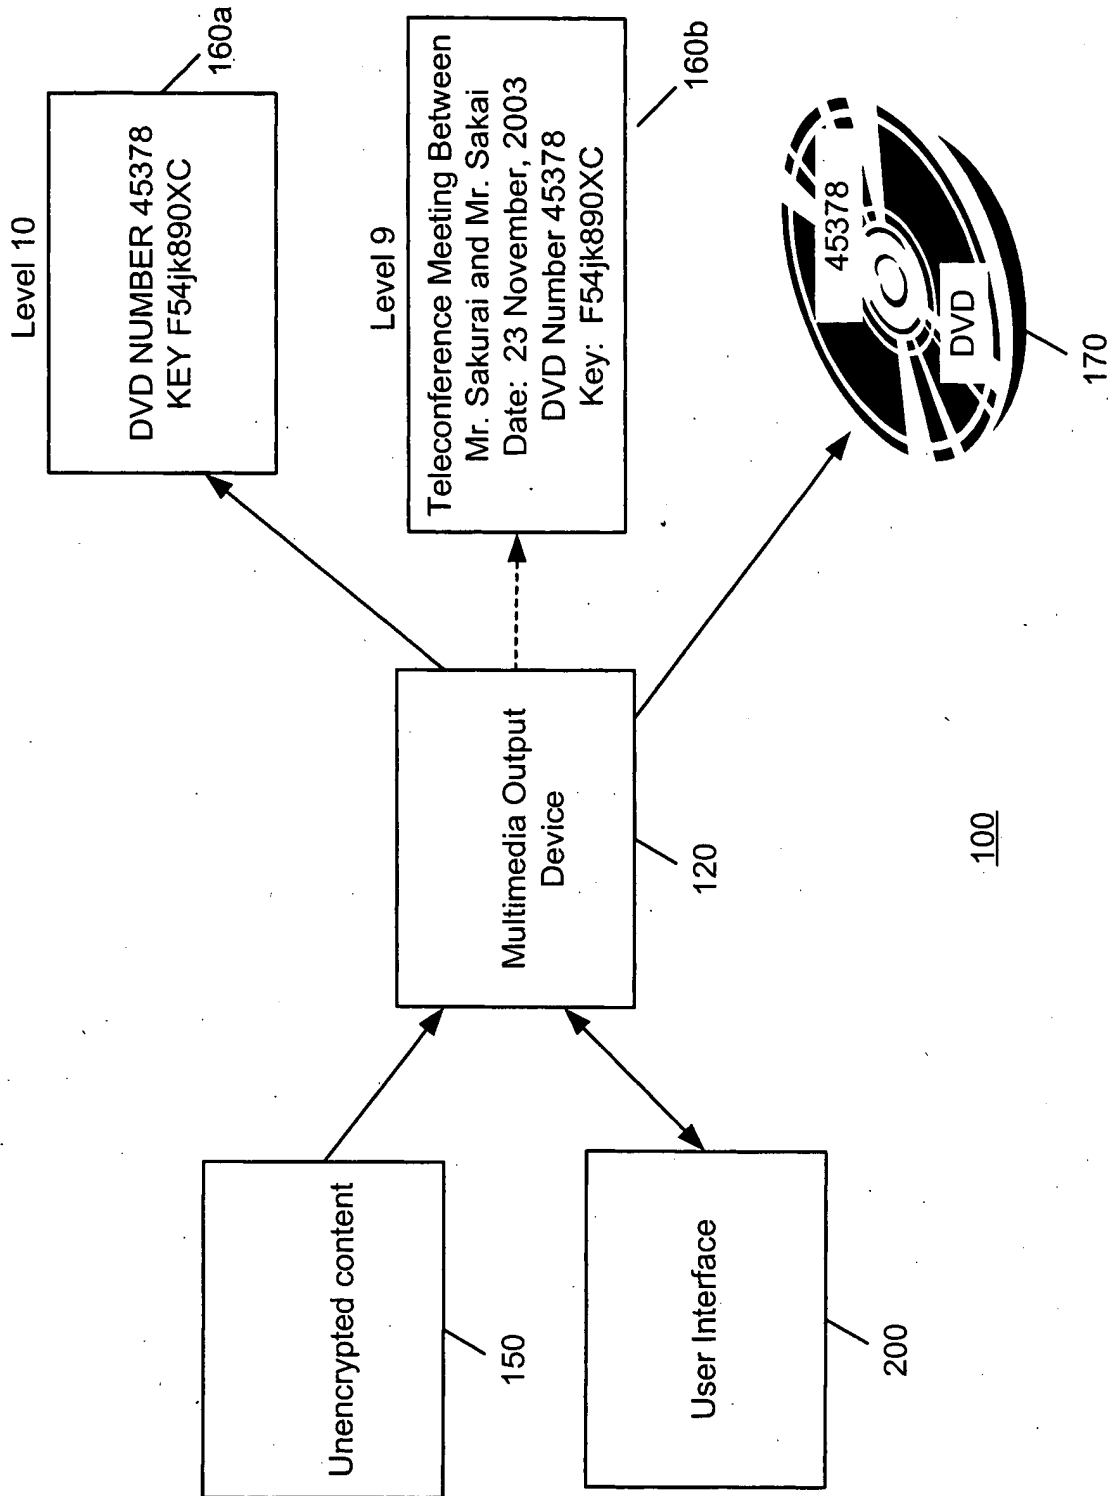 Unencrypted content
150
User Interface
200
Multimedia Output
Device
120
Level 10
DVD NUMBER 45378
KEY F54jk890XC
160a
Level 9
Teleconference Meeting Between
Mr. Sakurai and Mr. Sakai
Date: 23 November, 2003
DVD Number 45378
Key: F54jk890XC
160b
45378
DVD
170
100